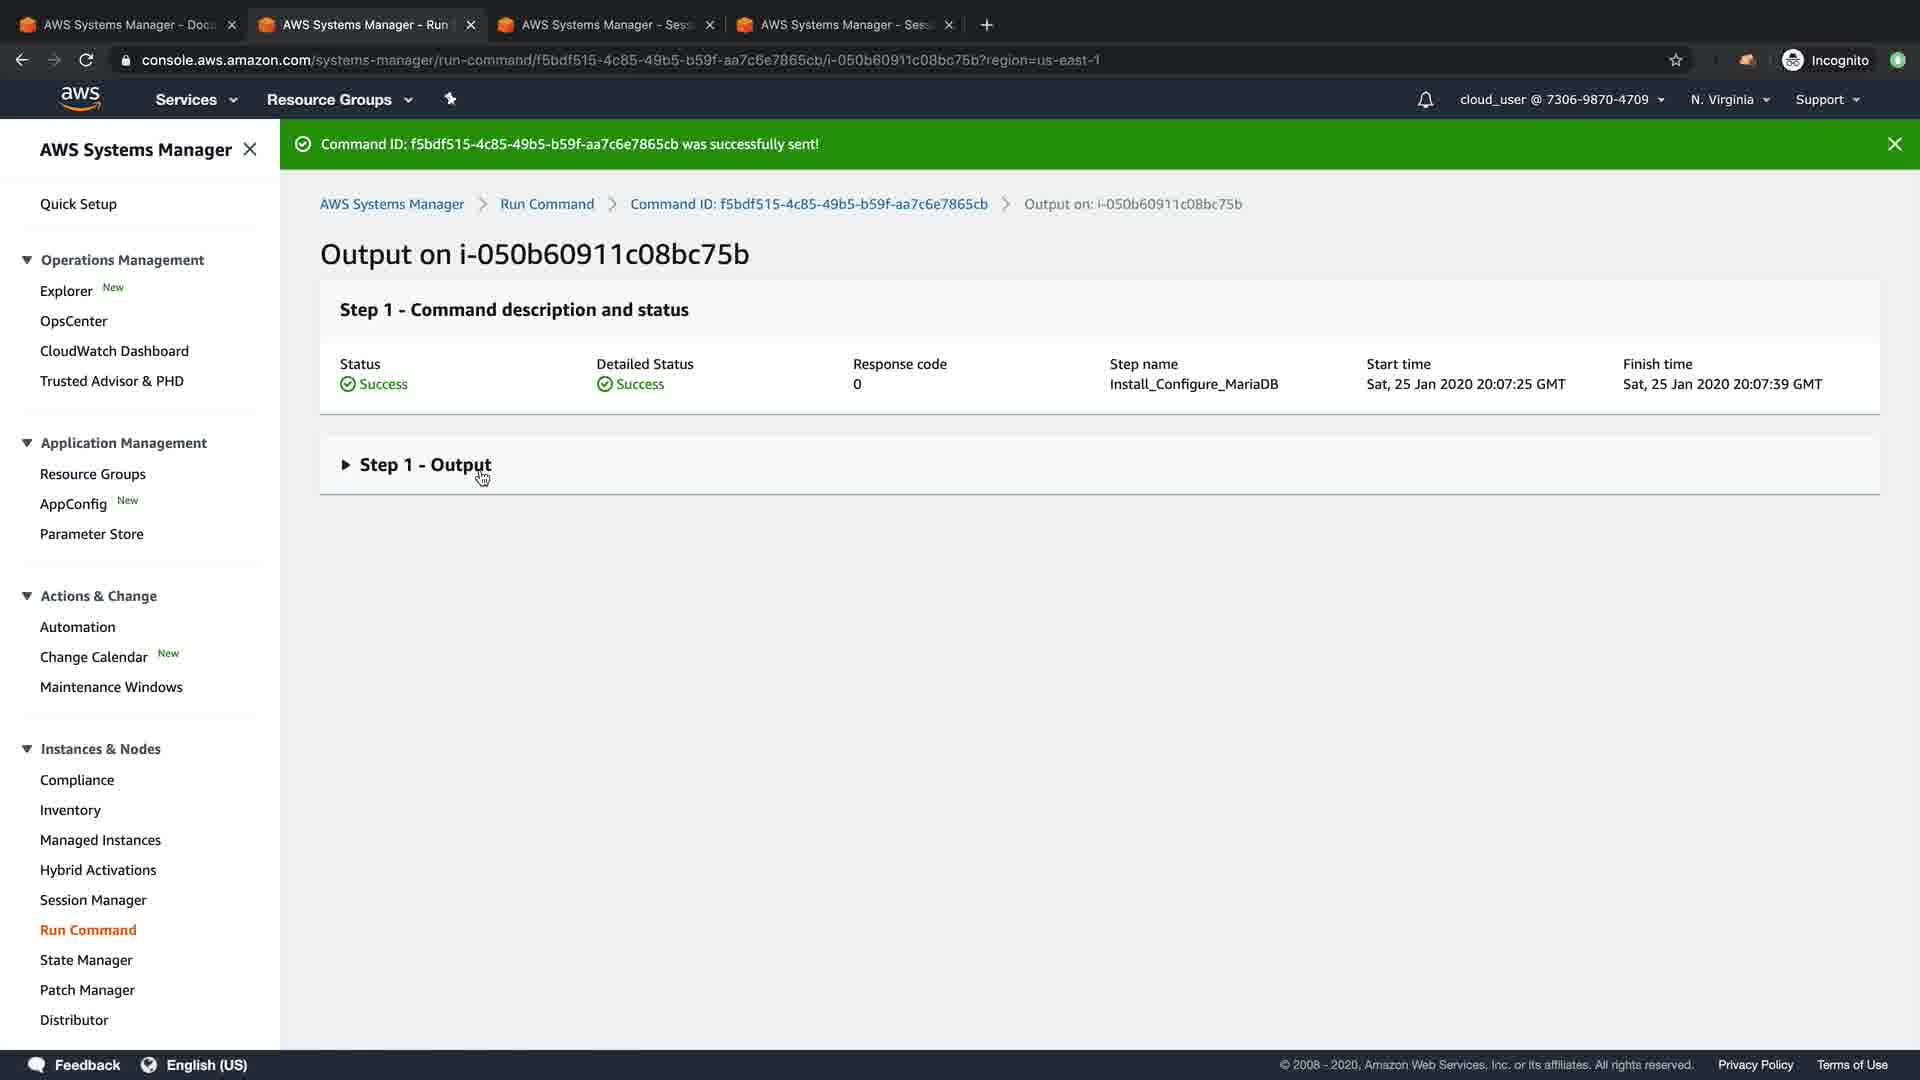 AWS Systems Manager - Docu
AWS Systems Manager - Run
AWS Systems Manager - Sess
AWS Systems Manager - Sess
console.aws.amazon.com/systems-manager/run-command/f5bdf515-4c85-49b5-b59f-aa7c6e7865cb/i-050b60911c08bc75b?region=us-east-1
Incognito
aws
Services
Resource Groups
cloud_user @ 7306-9870-4709
N. Virginia
Support
AWS Systems Manager
Quick Setup
Operations Management
Explorer New
OpsCenter
CloudWatch Dashboard
Trusted Advisor & PHD
Application Management
Resource Groups
AppConfig New
Parameter Store
Actions & Change
Automation
Change Calendar New
Maintenance Windows
Instances & Nodes
Compliance
Inventory
Managed Instances
Hybrid Activations
Session Manager
Run Command
State Manager
Patch Manager
Distributor
Command ID: f5bdf515-4c85-49b5-b59f-aa7c6e7865cb was successfully sent!
AWS Systems Manager
Run Command
Command ID: f5bdf515-4c85-49b5-b59f-aa7c6e7865cb
Output on: i-050b60911c08bc75b
Output on i-050b60911c08bc75b
Step 1 - Command description and status
Status
Success
Detailed Status
Success
Response code
0
Step name
Install_Configure_MariaDB
Start time
Sat, 25 Jan 2020 20:07:25 GMT
Finish time
Sat, 25 Jan 2020 20:07:39 GMT
Step 1 - Output
Feedback
English (US)
© 2008 - 2020, Amazon Web Services, Inc. or its affiliates. All rights reserved.
Privacy Policy
Terms of Use